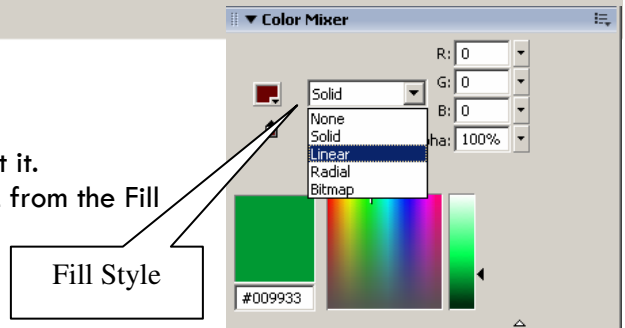 Color Mixer
R: 0
G: 0
B: 0
ha: 100%
Solid
None
Solid
Linear
Radial
Bitmap
t it.
from the Fill
Fill Style
#009933